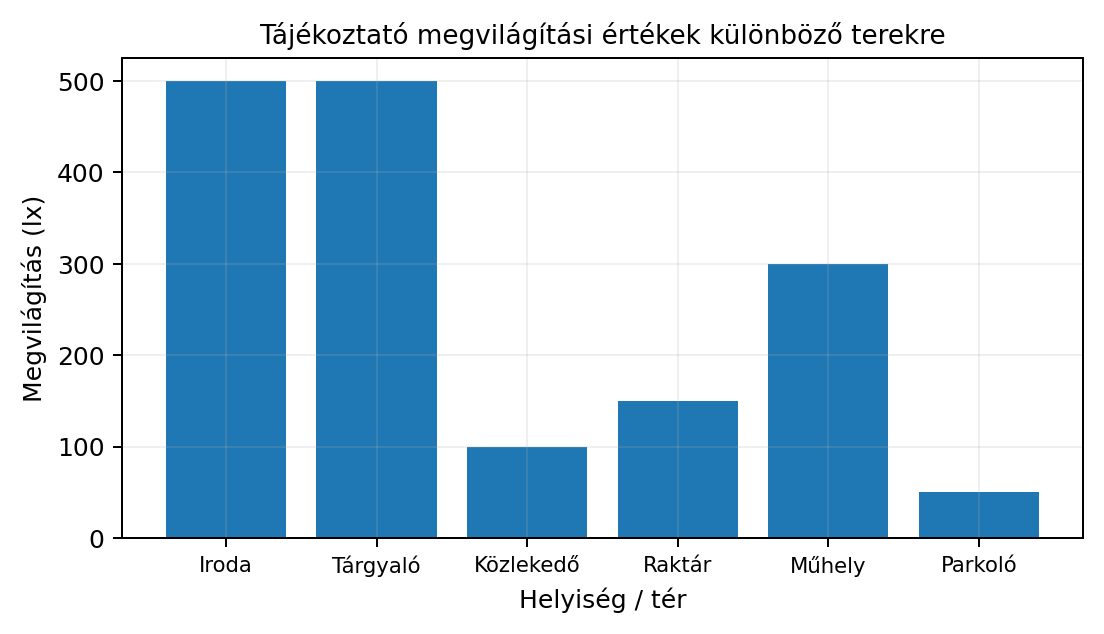 Tájékoztató megvilágítási értékek különböző terekre
Megvilágítás (lx)
500
400
300
200
100
0
Iroda Tárgyaló Közlekedő Raktár Műhely Parkoló
Helyiség / tér